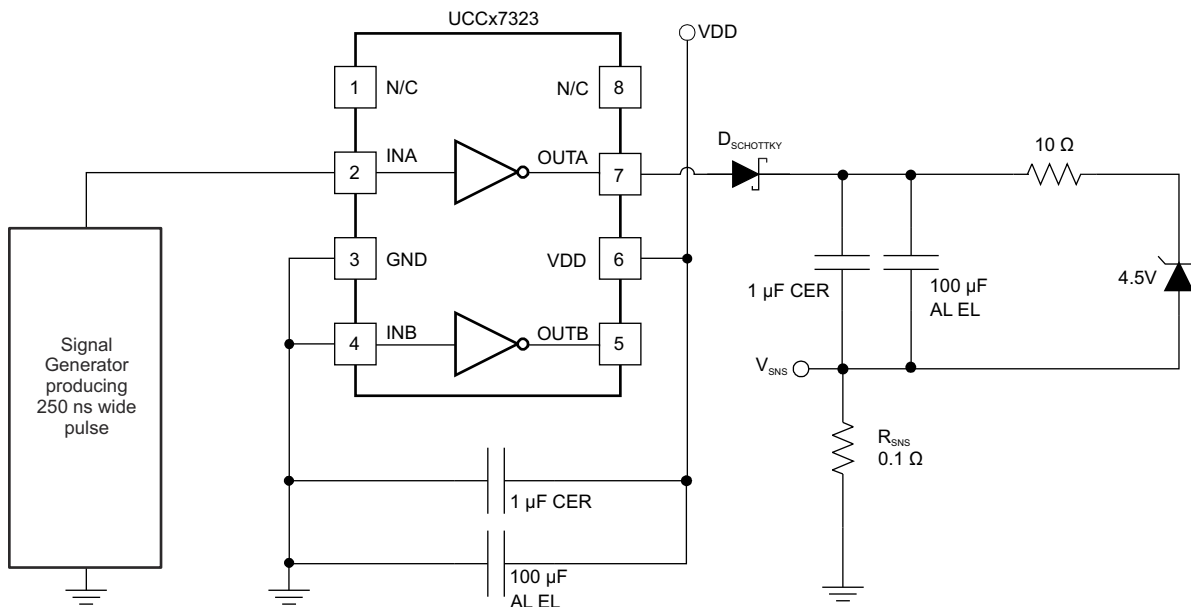 UCCx7323
VDD
1
N/C
N/C
8
2
INA
OUTA
7
D SCHOTTKY
10 Ω
3
GND
VDD
6
1 µF CER
100 µF
AL EL
4.5V
4
INB
OUTB
5
Signal
Generator
producing
250 ns wide
pulse
V SNS
R SNS
0.1 Ω
1 µF CER
100 µF
AL EL